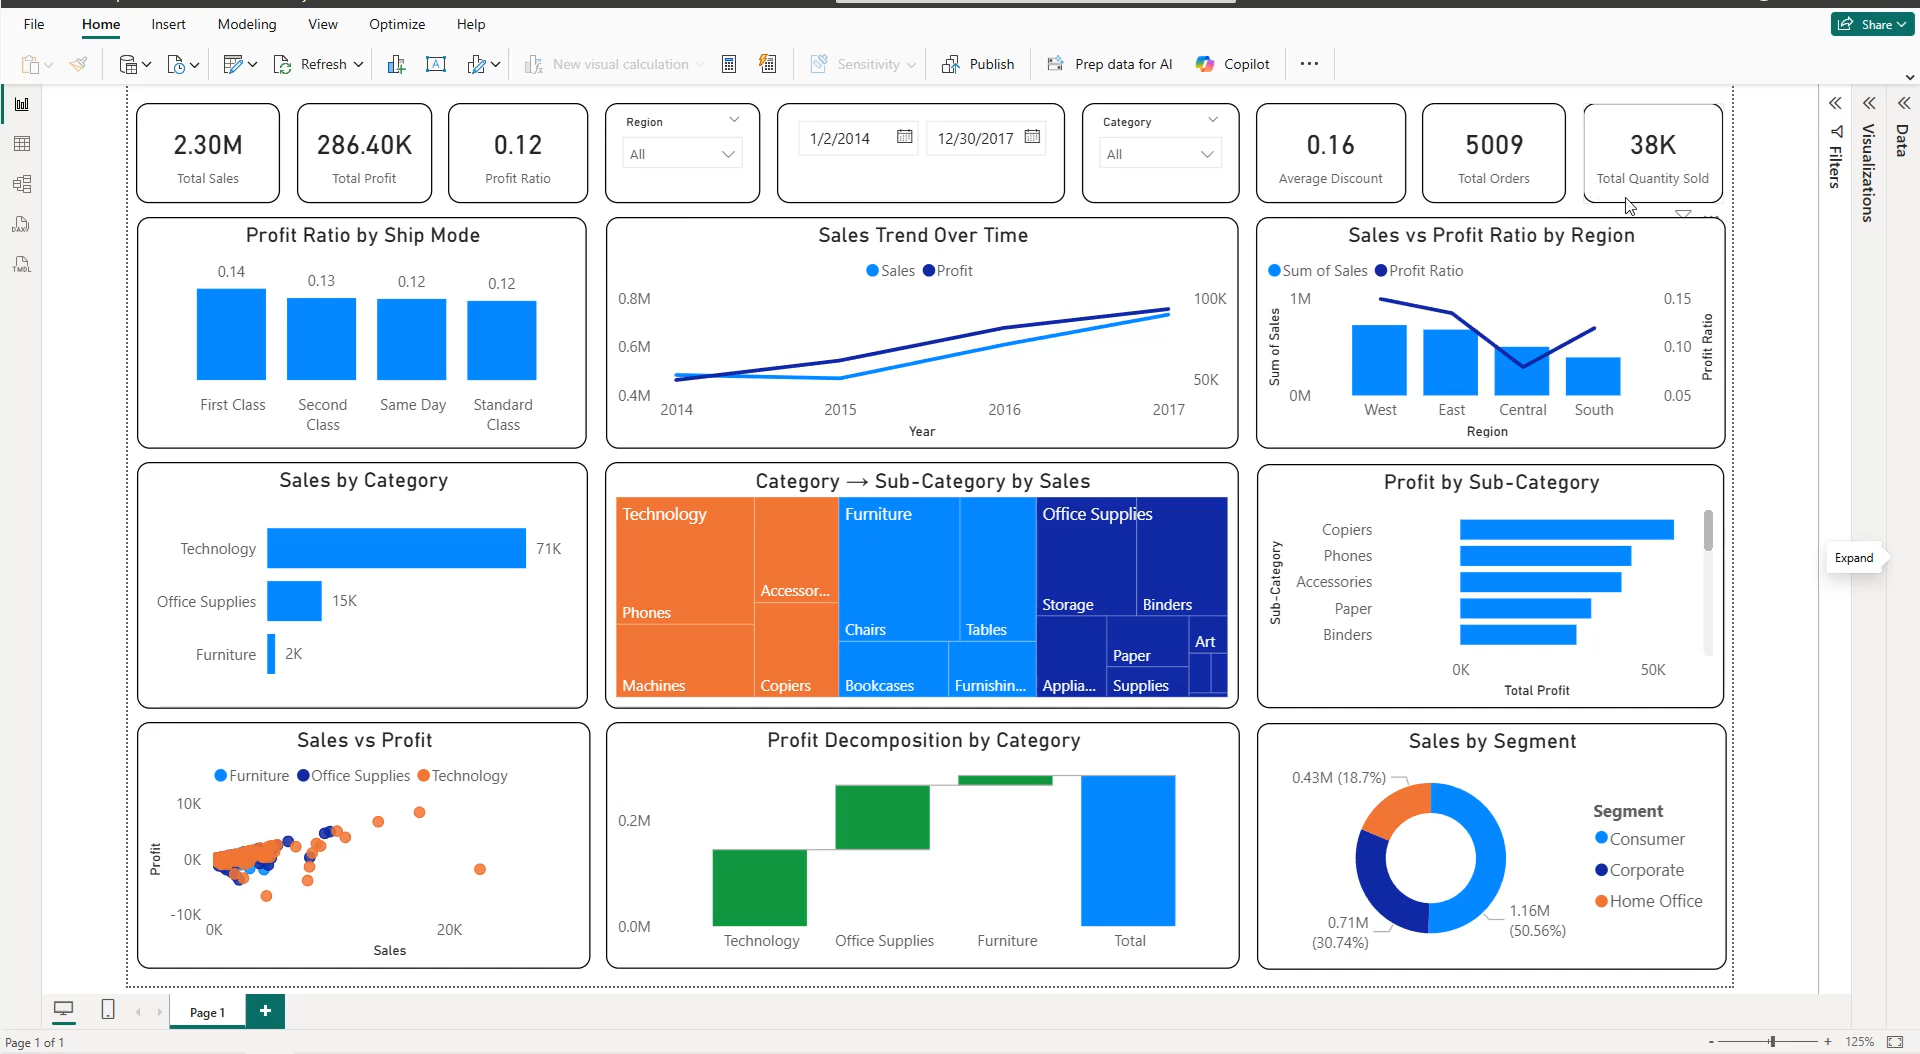 File Home Insert Modeling View Optimize Help
Share
Refresh
New visual calculation
Sensitivity
Publish
Prep data for AI
Copilot
DAX
TMDL
2.30M
Total Sales
286.40K
Total Profit
0.12
Profit Ratio
Region
All
1/2/2014
12/30/2017
Category
All
0.16
Average Discount
5009
Total Orders
38K
Total Quantity Sold
Filters
Visualizations
Data
Profit Ratio by Ship Mode
0.14
0.13
0.12
0.12
First Class
Second
Class
Same Day
Standard
Class
Sales Trend Over Time
Sales Profit
0.8M
0.6M
0.4M
100K
50K
2014 2015 2016 2017
Year
Sales vs Profit Ratio by Region
Sum of Sales Profit Ratio
Sum of Sales
1M
0M
0.15
0.10
0.05
Profit Ratio
West East Central South
Region
Sales by Category
Technology 71K
Office Supplies 15K
Furniture 2K
Category → Sub-Category by Sales
Technology
Phones
Machines
Accessor...
Copiers
Furniture
Chairs
Tables
Bookcases
Furnishin...
Office Supplies
Storage
Binders
Applia...
Paper
Supplies
Art
Profit by Sub-Category
Sub-Category
Copiers
Phones
Accessories
Paper
Binders
0K 50K
Total Profit
Expand
Sales vs Profit
Furniture Office Supplies Technology
Profit
10K
0K
-10K
0K 20K
Sales
Profit Decomposition by Category
0.2M
0.0M
Technology Office Supplies Furniture Total
Sales by Segment
0.43M (18.7%)
0.71M
(30.74%)
1.16M
(50.56%)
Segment
Consumer
Corporate
Home Office
Page 1
+
Page 1 of 1
- + 125%